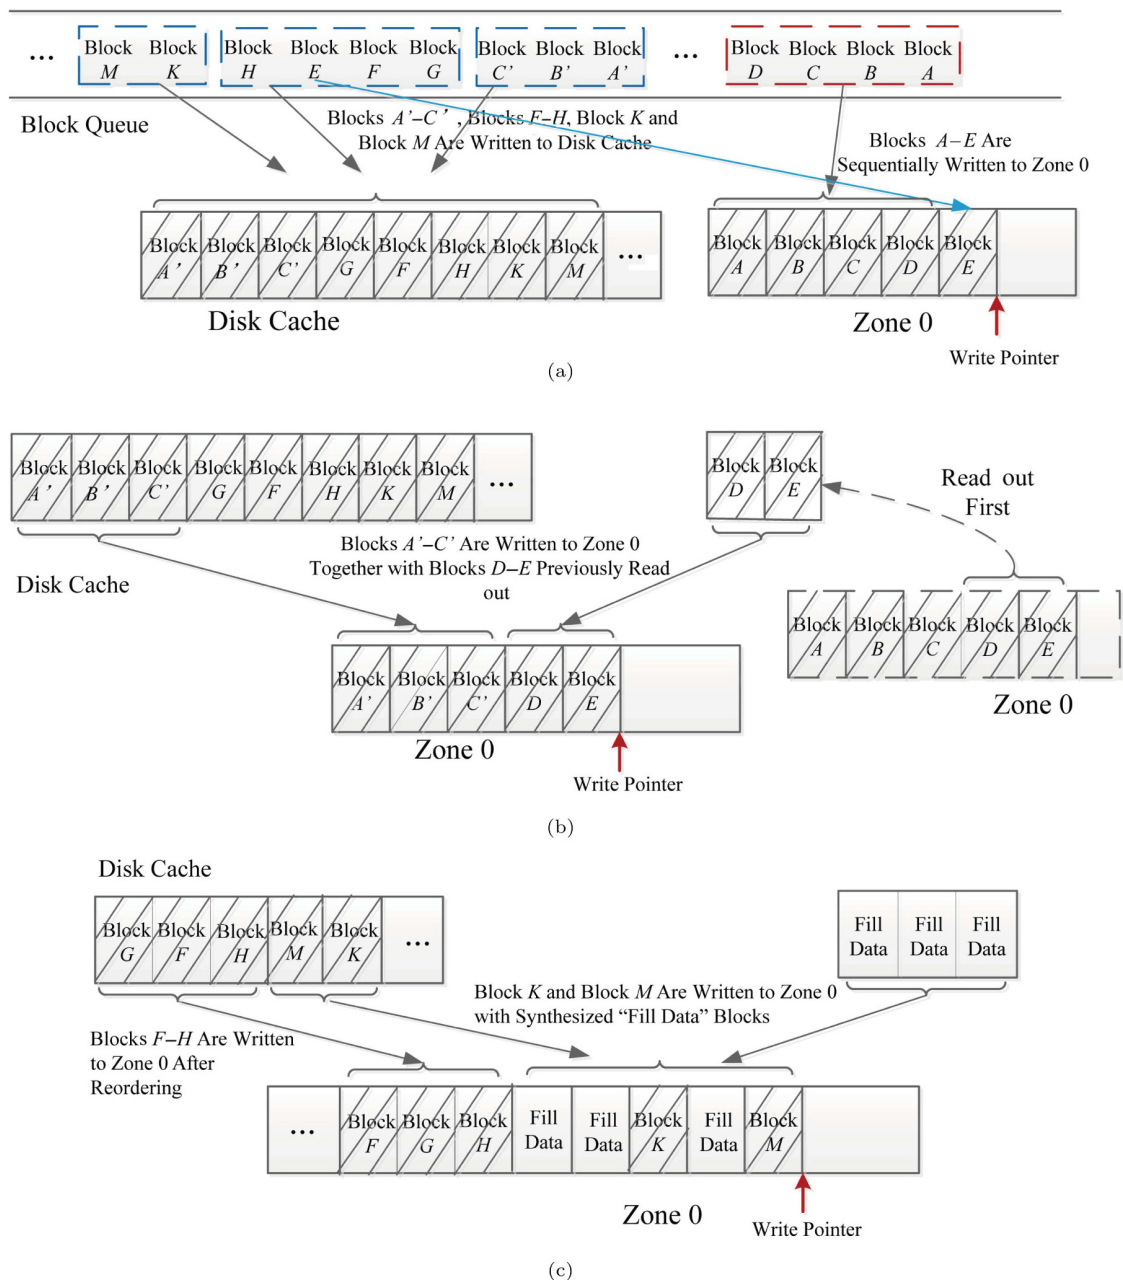 ... Block Block Block Block Block Block Block Block Block ... Block Block Block Block
M K H E F G C’ B’ A’ D C B A
Block Queue
Blocks A’–C’ , Blocks F–H, Block K and
Block M Are Written to Disk Cache
Blocks A–E Are
Sequentially Written to Zone 0
Block Block Block Block Block Block Block Block ...
A’ B’ C’ G F H K M
Block Block Block Block Block
A B C D E
Disk Cache
Zone 0
Write Pointer
(a)
Block Block Block Block Block Block Block Block ...
A’ B’ C’ G F H K M
Block Block
D E
Read out
First
Blocks A’–C’ Are Written to Zone 0
Together with Blocks D–E Previously Read
out
Disk Cache
Block Block Block Block Block
A B C D E
Zone 0
Block Block Block Block Block
A’ B’ C’ D E
Zone 0
Write Pointer
(b)
Disk Cache
Block Block Block Block Block ...
G F H M K
Fill Fill Fill
Data Data Data
Block K and Block M Are Written to Zone 0
with Synthesized “Fill Data” Blocks
Blocks F–H Are Written
to Zone 0 After
Reordering
... Block Block Block Fill Fill Block Fill Block
F G H Data Data K Data M
Zone 0
Write Pointer
(c)